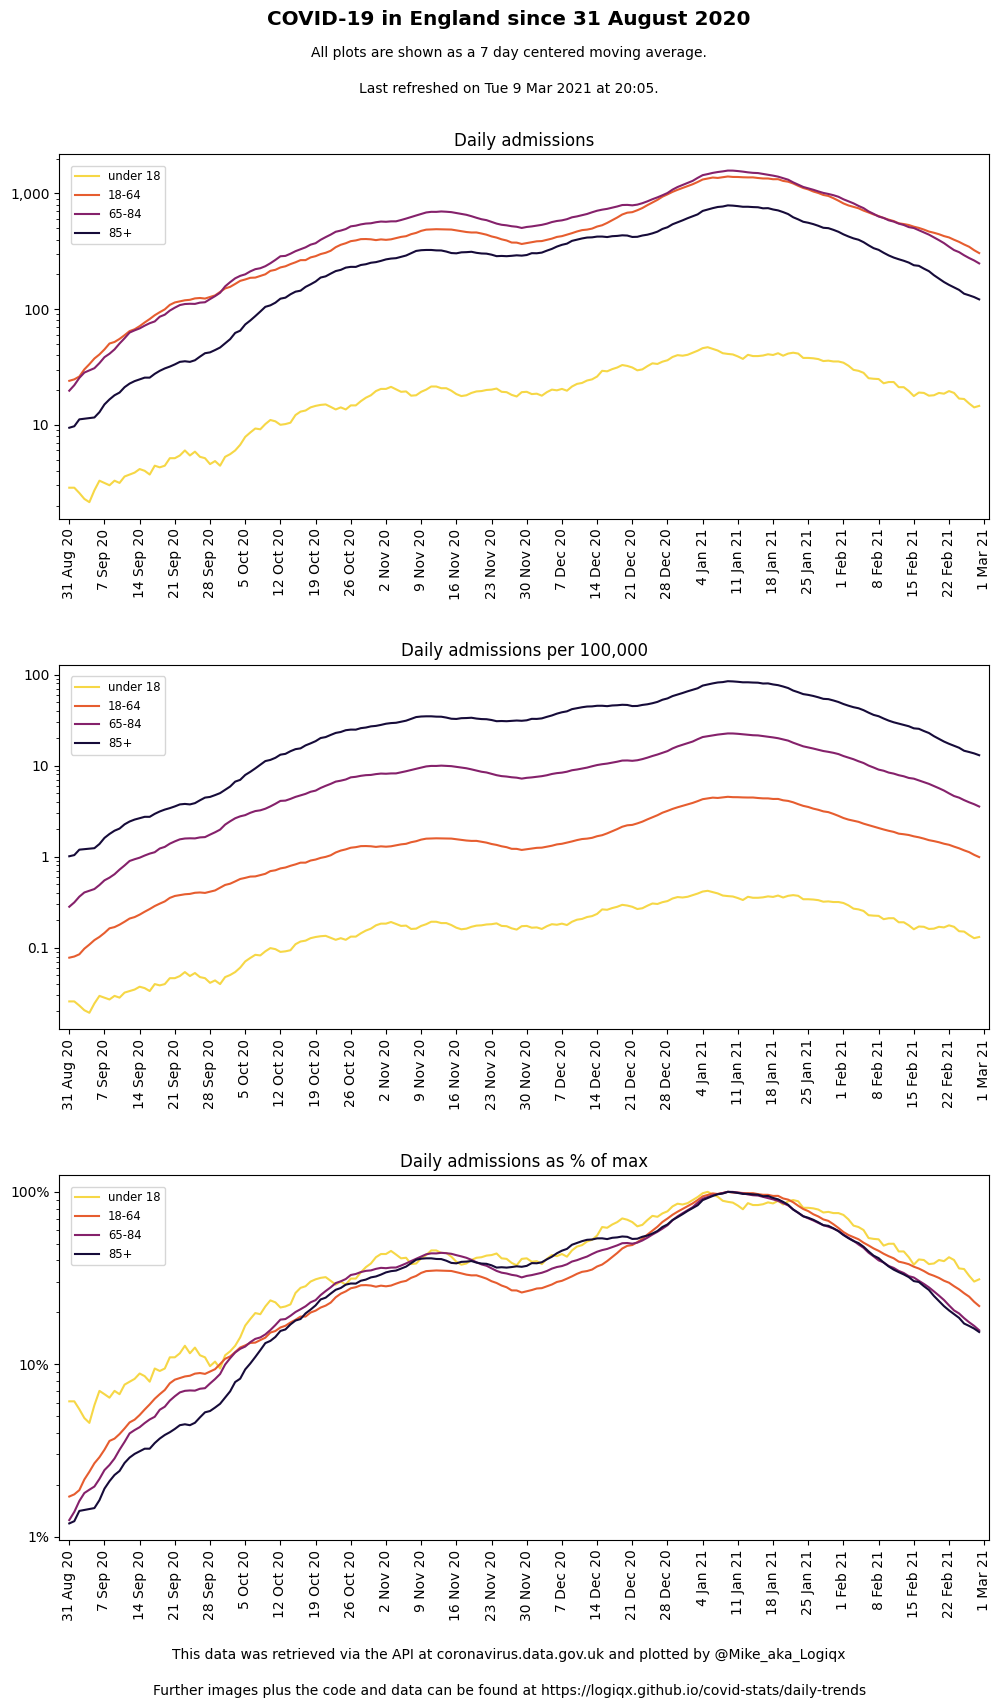 COVID-19 in England since 31 August 2020
All plots are shown as a 7 day centered moving average.
Last refreshed on Tue 9 Mar 2021 at 20:05.
Daily admissions
under 18
18-64
65-84
85+
1,000
100
10
31 Aug 20
7 Sep 20
14 Sep 20
21 Sep 20
28 Sep 20
5 Oct 20
12 Oct 20
19 Oct 20
26 Oct 20
2 Nov 20
9 Nov 20
16 Nov 20
23 Nov 20
30 Nov 20
7 Dec 20
14 Dec 20
21 Dec 20
28 Dec 20
4 Jan 21
11 Jan 21
18 Jan 21
25 Jan 21
1 Feb 21
8 Feb 21
15 Feb 21
22 Feb 21
1 Mar 21
Daily admissions per 100,000
under 18
18-64
65-84
85+
100
10
1
0.1
31 Aug 20
7 Sep 20
14 Sep 20
21 Sep 20
28 Sep 20
5 Oct 20
12 Oct 20
19 Oct 20
26 Oct 20
2 Nov 20
9 Nov 20
16 Nov 20
23 Nov 20
30 Nov 20
7 Dec 20
14 Dec 20
21 Dec 20
28 Dec 20
4 Jan 21
11 Jan 21
18 Jan 21
25 Jan 21
1 Feb 21
8 Feb 21
15 Feb 21
22 Feb 21
1 Mar 21
Daily admissions as % of max
under 18
18-64
65-84
85+
100%
10%
1%
31 Aug 20
7 Sep 20
14 Sep 20
21 Sep 20
28 Sep 20
5 Oct 20
12 Oct 20
19 Oct 20
26 Oct 20
2 Nov 20
9 Nov 20
16 Nov 20
23 Nov 20
30 Nov 20
7 Dec 20
14 Dec 20
21 Dec 20
28 Dec 20
4 Jan 21
11 Jan 21
18 Jan 21
25 Jan 21
1 Feb 21
8 Feb 21
15 Feb 21
22 Feb 21
1 Mar 21
This data was retrieved via the API at coronavirus.data.gov.uk and plotted by @Mike_aka_Logiqx
Further images plus the code and data can be found at https://logiqx.github.io/covid-stats/daily-trends